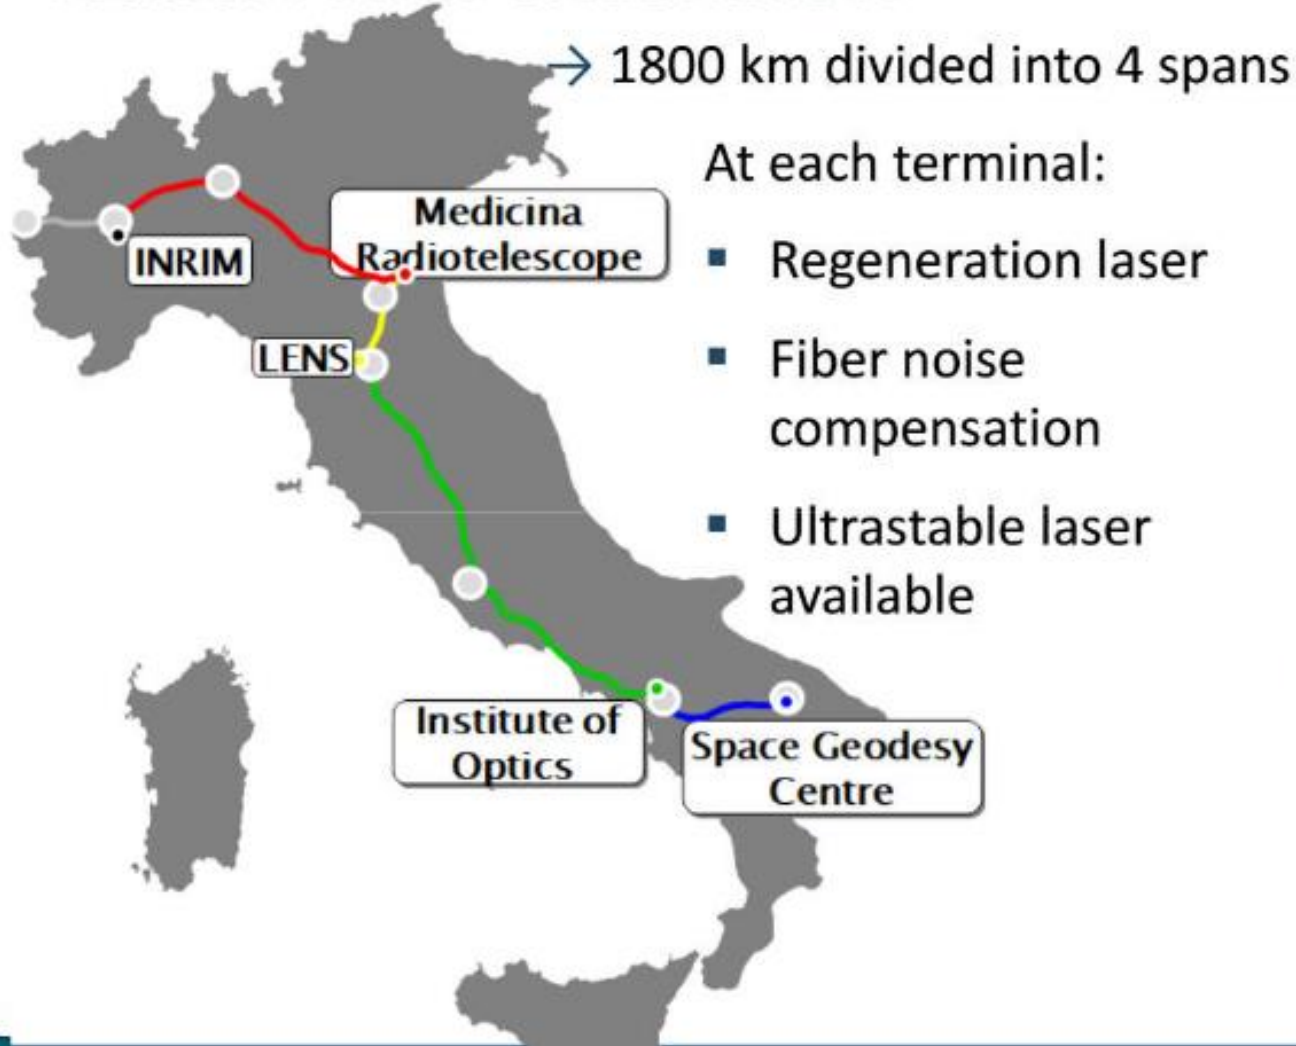 → 1800 km divided into 4 spans
At each terminal:
▪ Regeneration laser
▪ Fiber noise
compensation
▪ Ultrastable laser
available
Medicina
Radiotelescope
INRIM
LENS
Institute of
Optics
Space Geodesy
Centre